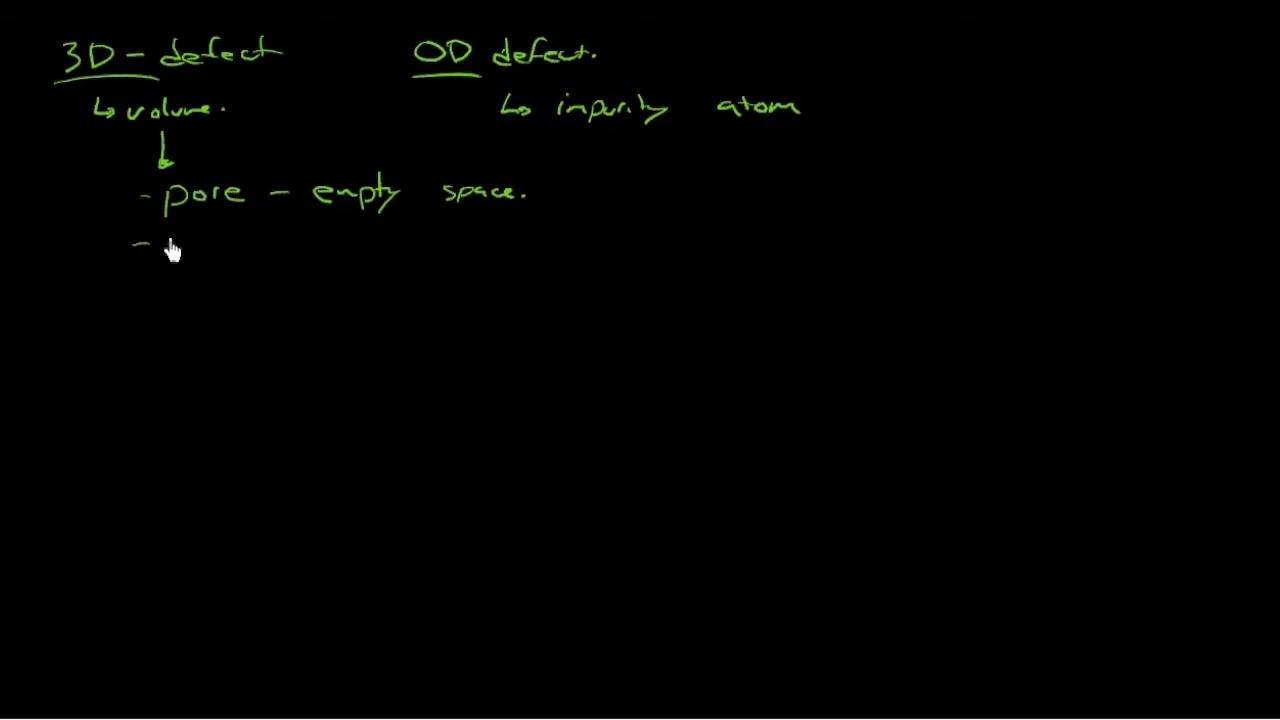 3D - defect OD defect.
↳ volume. ↳ impurity atom
- pore - empty space.
-